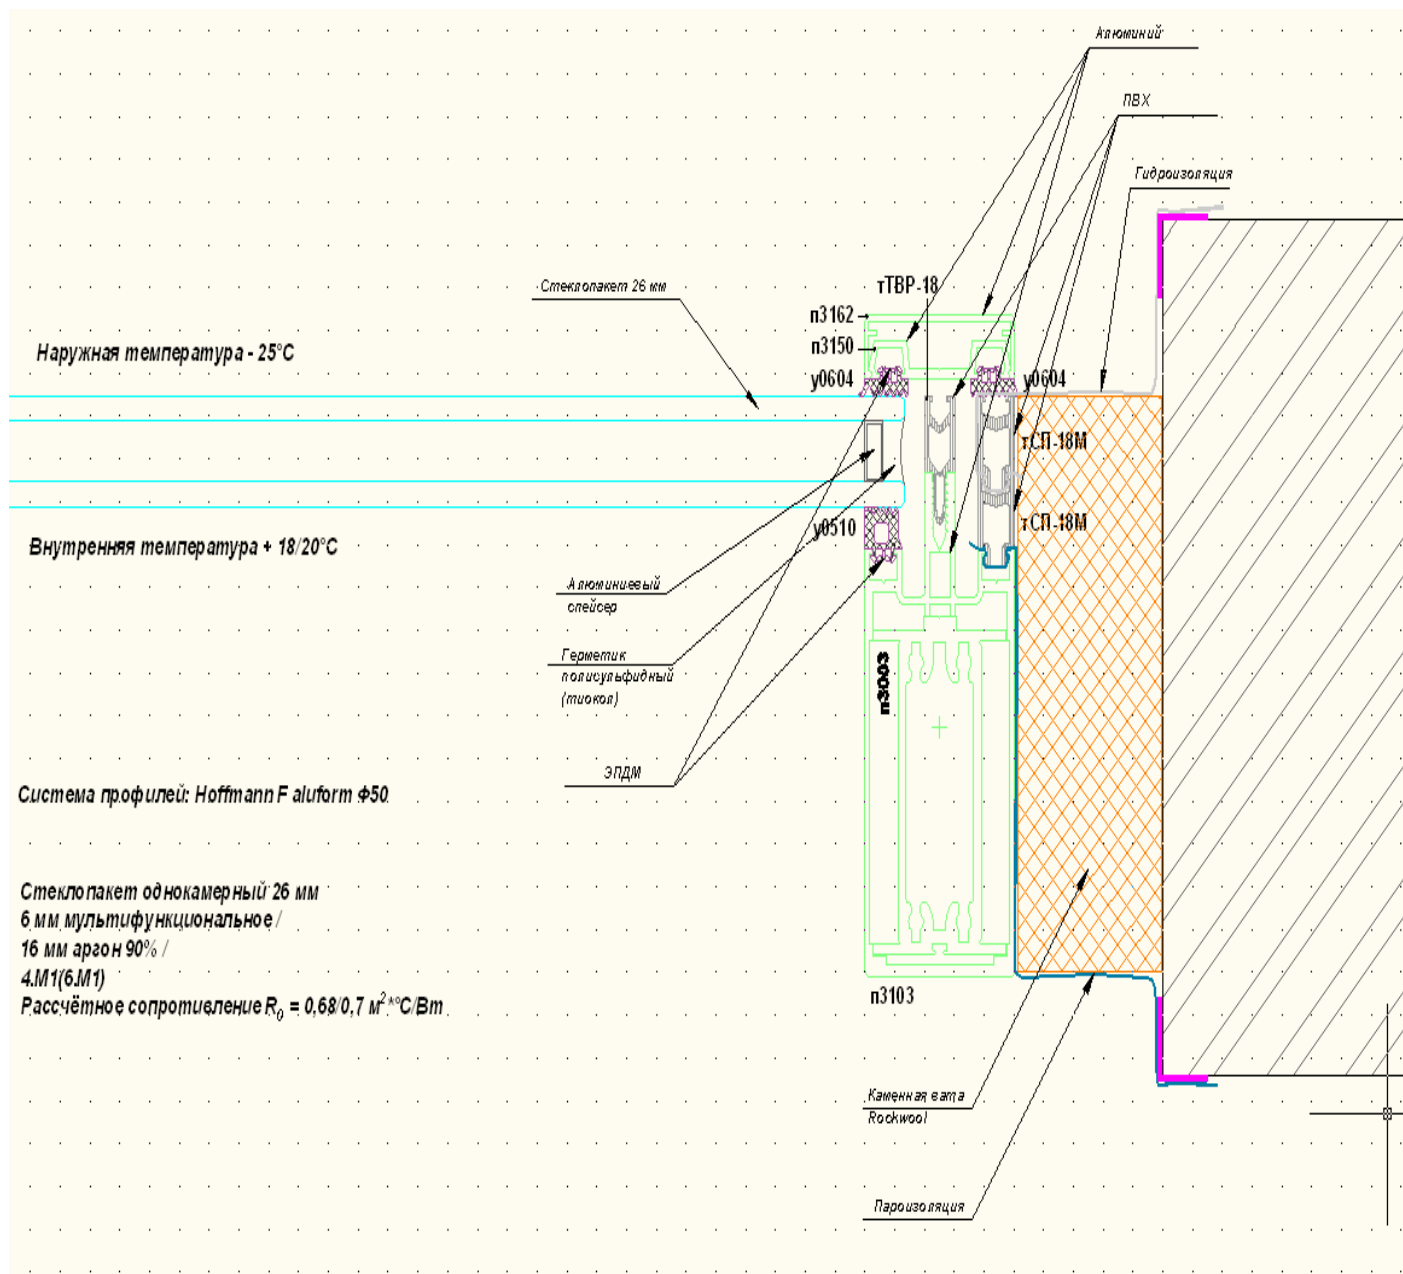 Алюминий
ПВХ
Гидроизоляция
Стеклопакет 26 мм
тТВР-18
п3162
п3150
у0604
у0604
Наружная температура - 25°С
тСП-18М
тСП-18М
у0510
Внутренняя температура + 18/20°С
Алюминиевый
спейсер
Герметик
полисульфидный
(тиокол)
п3003
ЭПДМ
Система профилей: Hoffmann F aluform Ф50
Стеклопакет однокамерный 26 мм
6 мм мультифункциональное /
16 мм аргон 90% /
4.М1(6.М1)
Рассчётное сопротивление R₀ = 0,68/0,7 м²*°С/Вт
п3103
Каменная вата
Rockwool
Пароизоляция